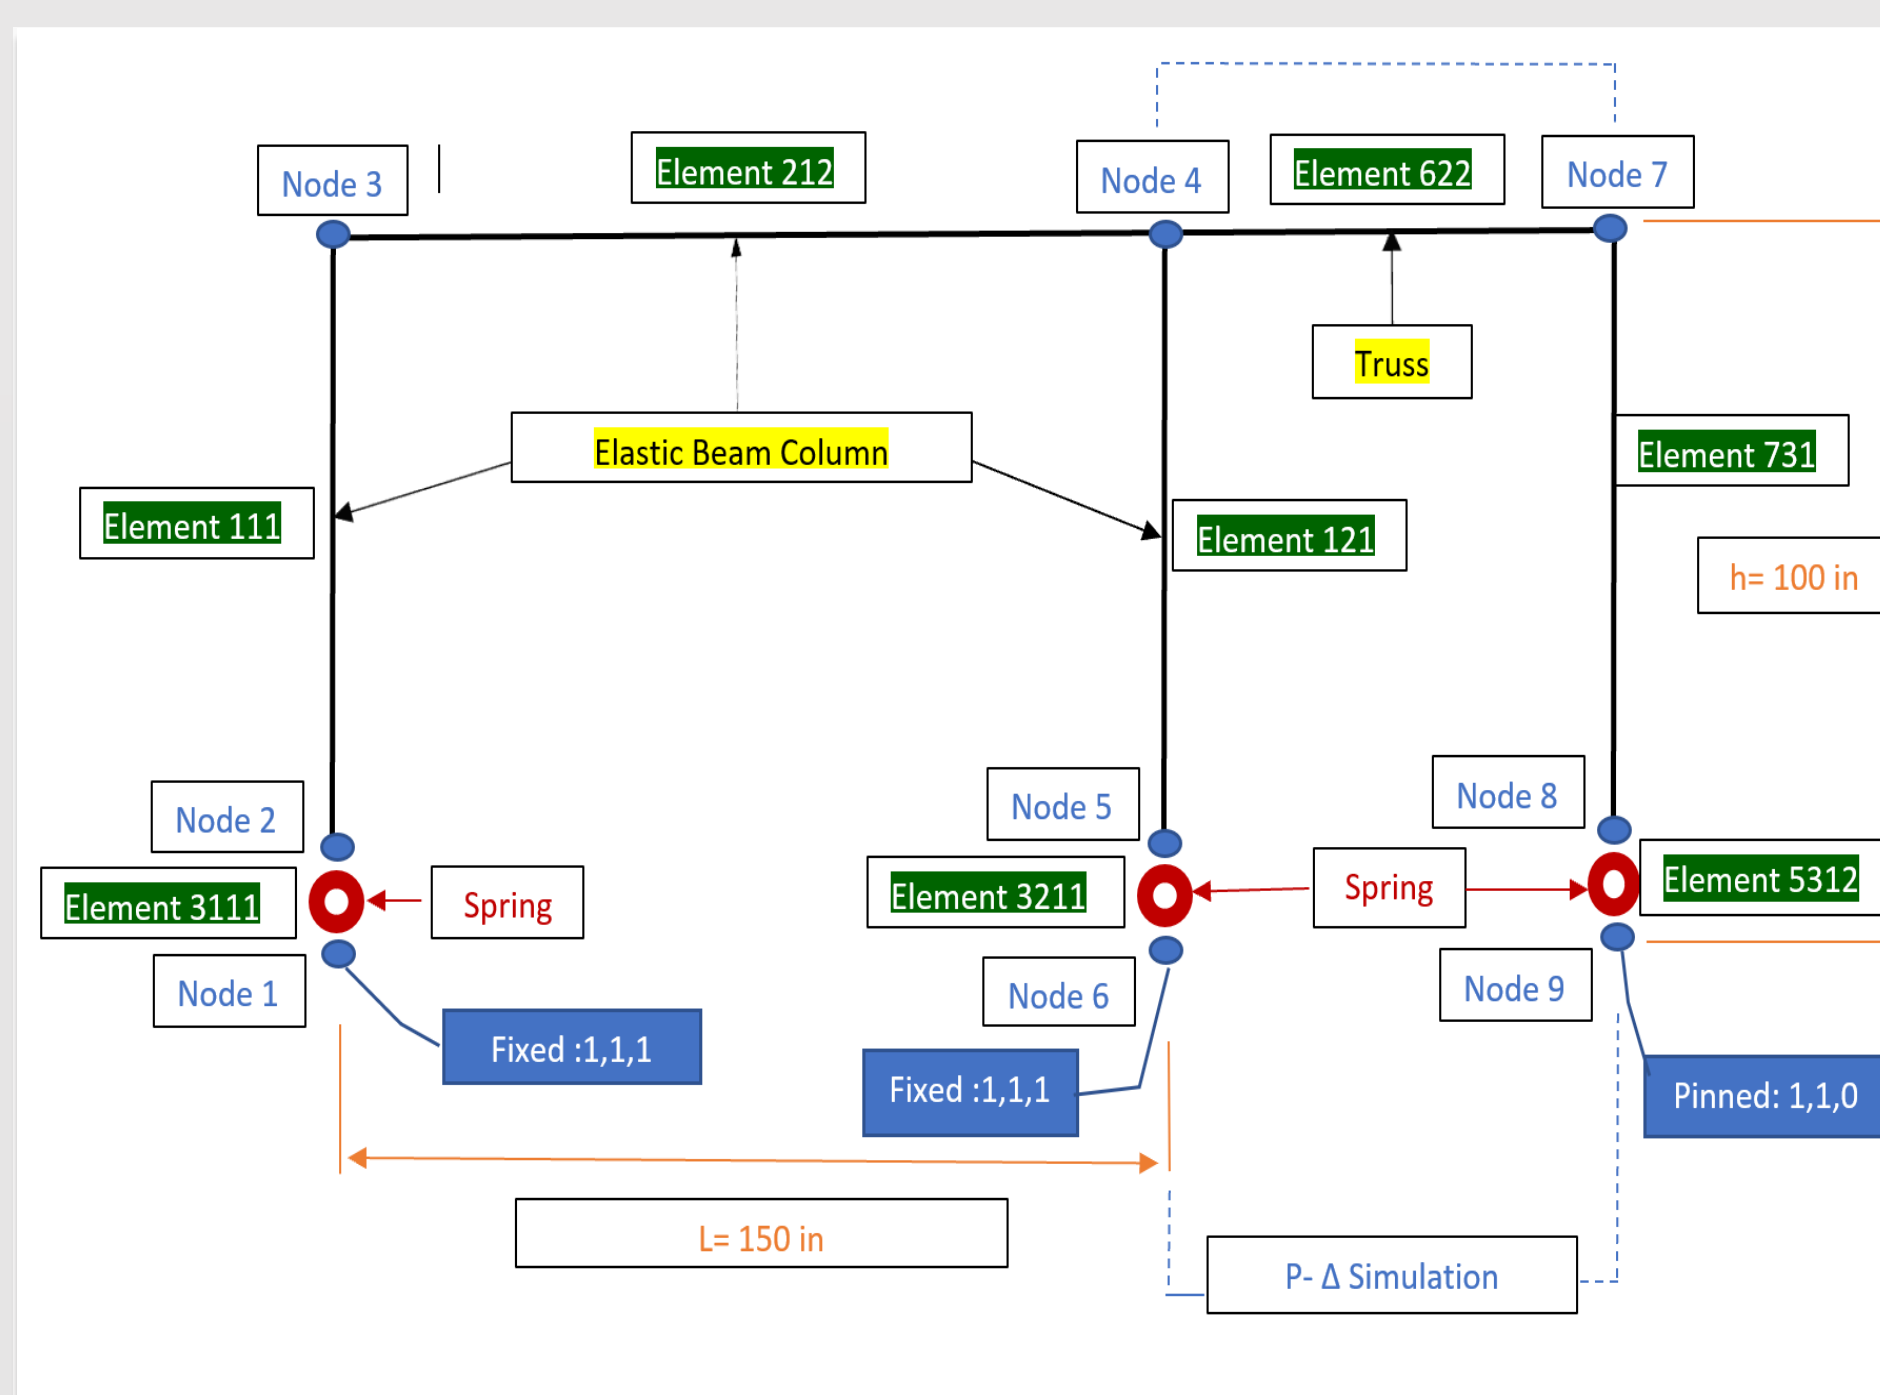 Node 3
Element 212
Node 4
Element 622
Node 7
Truss
Elastic Beam Column
Element 731
Element 111
Element 121
h= 100 in
Node 2
Node 5
Node 8
Element 3111
Spring
Element 3211
Spring
Element 5312
Node 1
Node 6
Node 9
Fixed :1,1,1
Fixed :1,1,1
Pinned: 1,1,0
L= 150 in
P- Δ Simulation